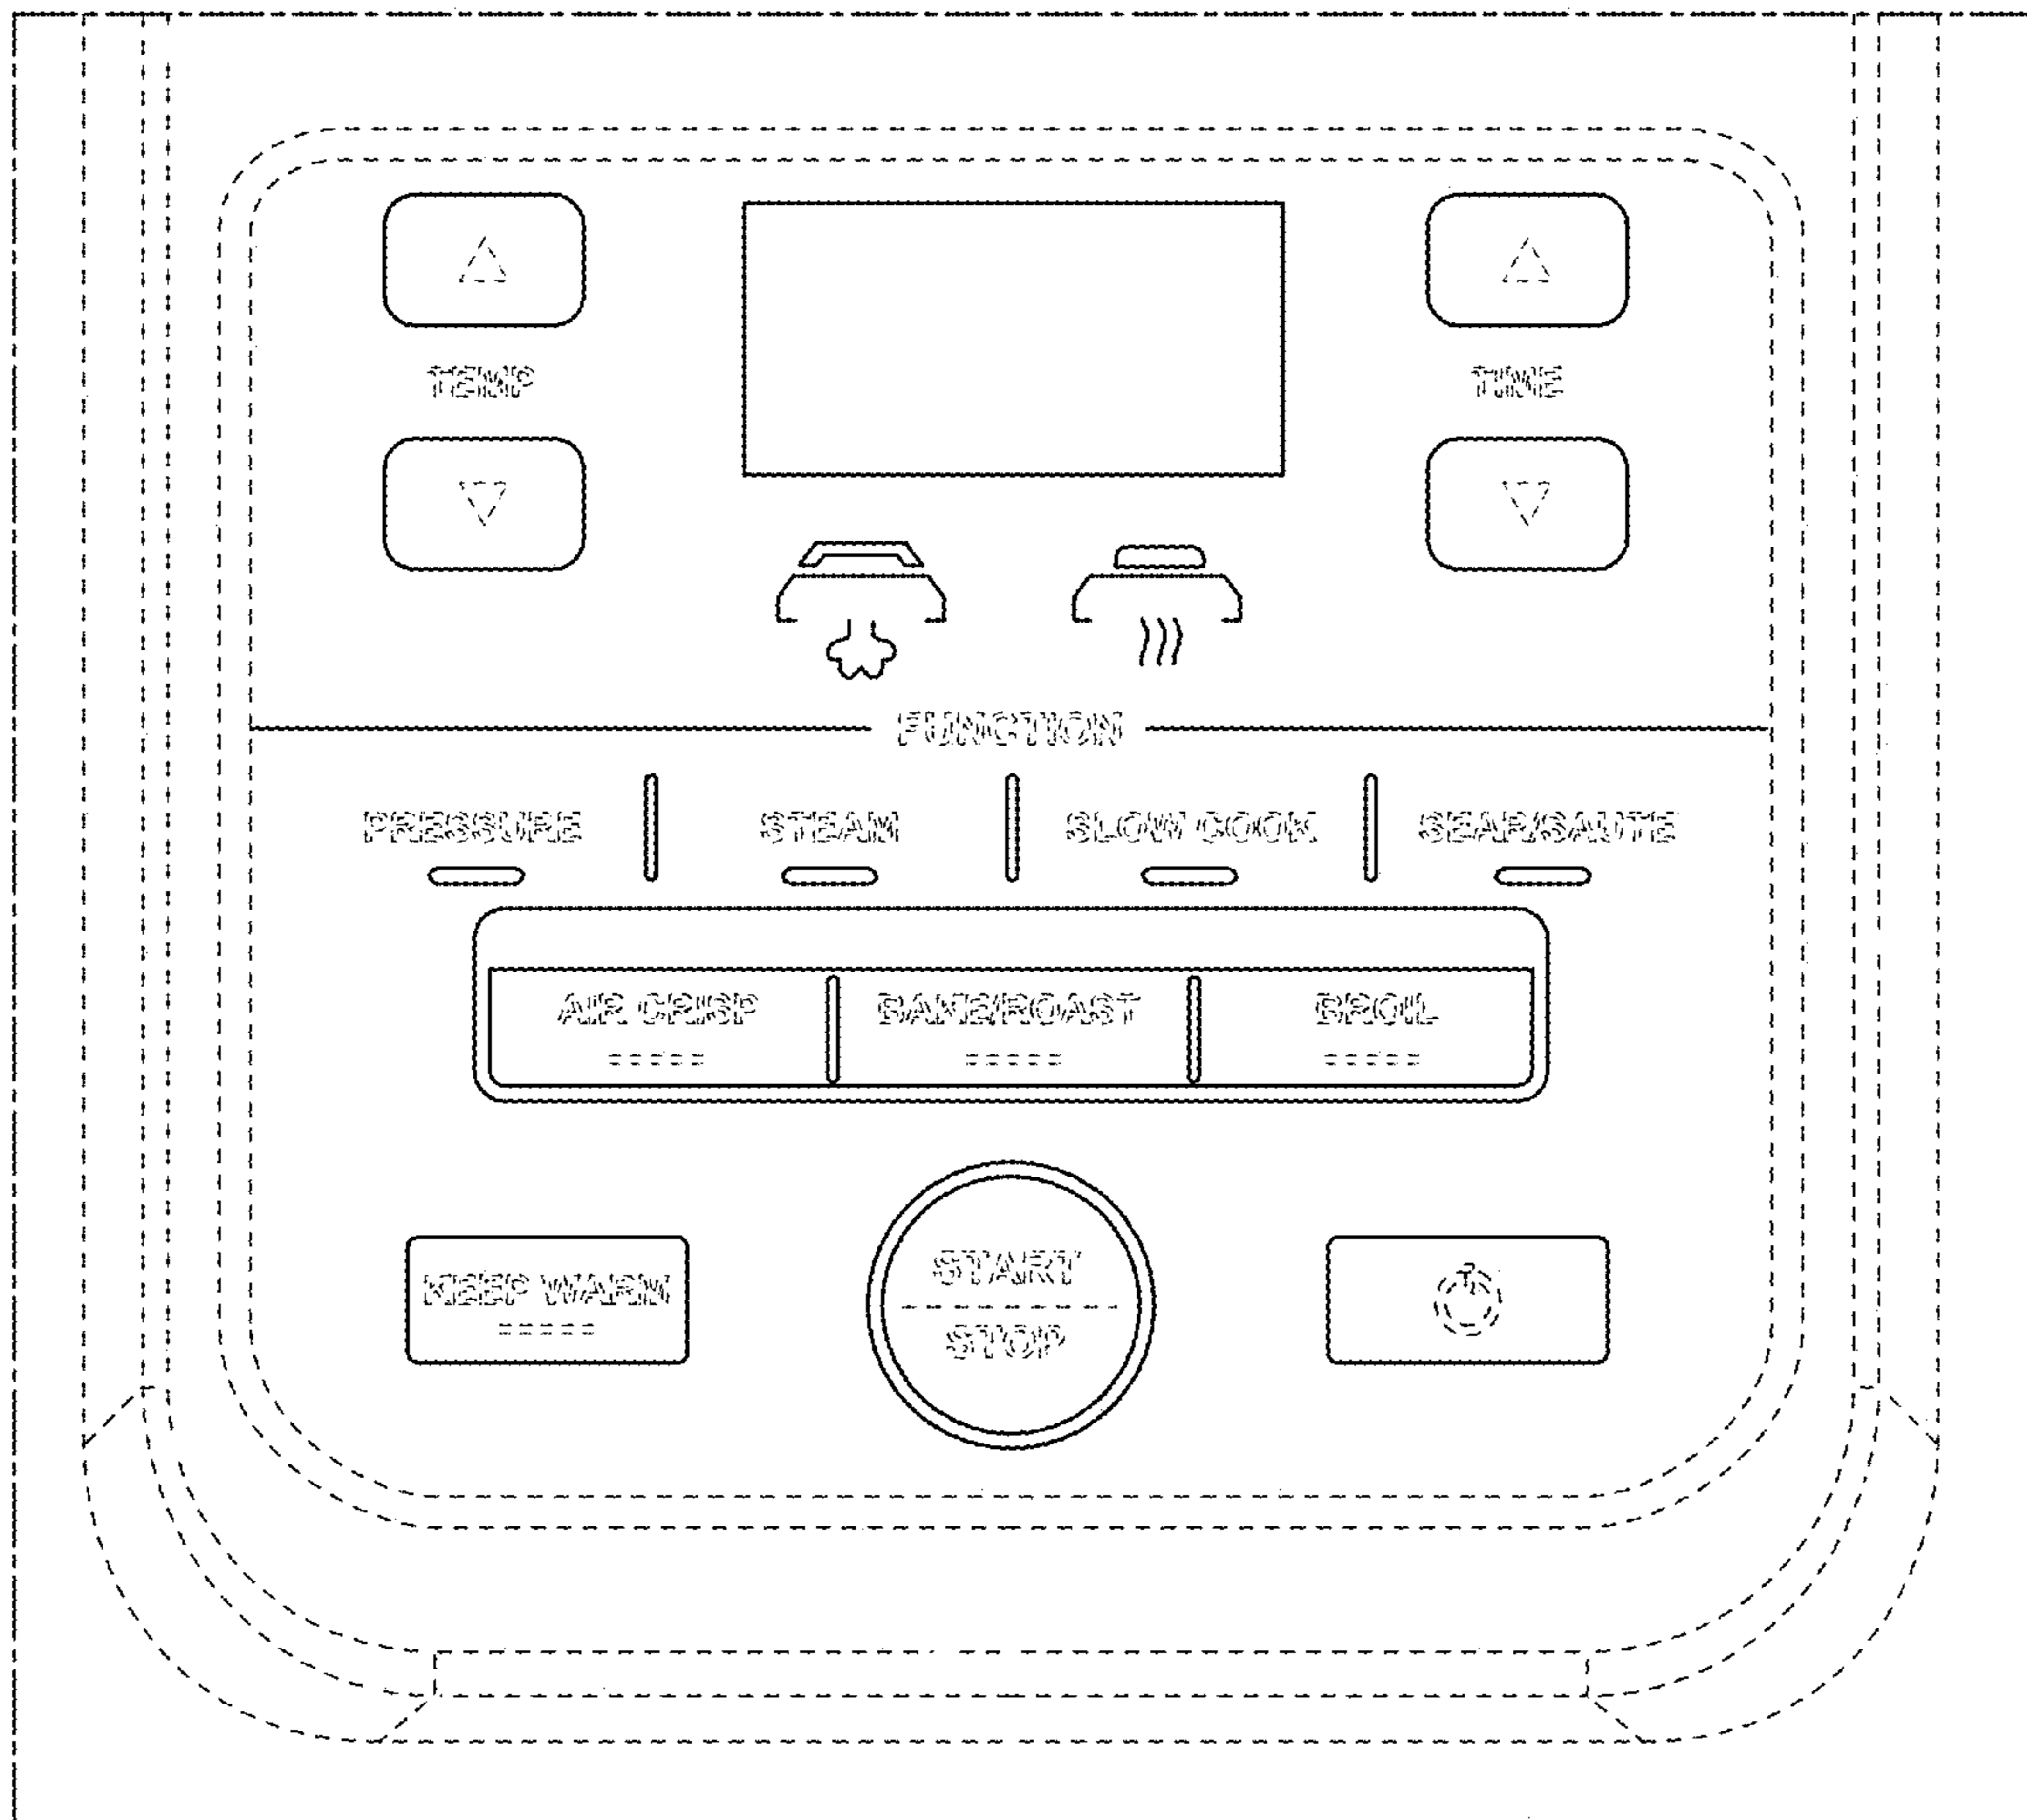 TEMP
TIME
FUNCTION
PRESSURE STEAM SLOW COOK SEAR/SAUTE
AIR CRISP BAKE/ROAST BROIL
KEEP WARM
START
STOP